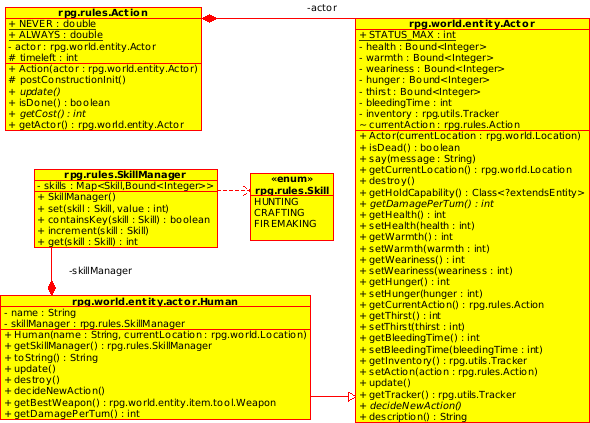 rpg.rules.Action
+ NEVER : double
+ ALWAYS : double
- actor : rpg.world.entity.Actor
# timeleft : int
+ Action(actor : rpg.world.entity.Actor)
# postConstructionInit()
+ update()
+ isDone() : boolean
+ getCost() : int
+ getActor() : rpg.world.entity.Actor
-actor
rpg.world.entity.Actor
+ STATUS_MAX : int
- health : Bound<Integer>
- warmth : Bound<Integer>
- weariness : Bound<Integer>
- hunger : Bound<Integer>
- thirst : Bound<Integer>
- bleedingTime : int
- inventory : rpg.utils.Tracker
~ currentAction : rpg.rules.Action
+ Actor(currentLocation : rpg.world.Location)
+ isDead() : boolean
+ say(message : String)
+ getCurrentLocation() : rpg.world.Location
+ destroy()
+ getHoldCapability() : Class<?extendsEntity>
+ getDamagePerTurn() : int
+ getHealth() : int
+ setHealth(health : int)
+ getWarmth() : int
+ setWarmth(warmth : int)
+ getWeariness() : int
+ setWeariness(weariness : int)
+ getHunger() : int
+ setHunger(hunger : int)
+ getCurrentAction() : rpg.rules.Action
+ getThirst() : int
+ setThirst(thirst : int)
+ getBleedingTime() : int
+ setBleedingTime(bleedingTime : int)
+ getInventory() : rpg.utils.Tracker
+ setAction(action : rpg.rules.Action)
+ update()
+ getTracker() : rpg.utils.Tracker
+ decideNewAction()
+ description() : String
rpg.rules.SkillManager
- skills : Map<Skill,Bound<Integer>>
+ SkillManager()
+ set(skill : Skill, value : int)
+ containsKey(skill : Skill) : boolean
+ increment(skill : Skill)
+ get(skill : Skill) : int
«enum»
rpg.rules.Skill
HUNTING
CRAFTING
FIREMAKING
-skillManager
rpg.world.entity.actor.Human
- name : String
- skillManager : rpg.rules.SkillManager
+ Human(name : String, currentLocation : rpg.world.Location)
+ getSkillManager() : rpg.rules.SkillManager
+ toString() : String
+ update()
+ destroy()
+ decideNewAction()
+ getBestWeapon() : rpg.world.entity.item.tool.Weapon
+ getDamagePerTurn() : int